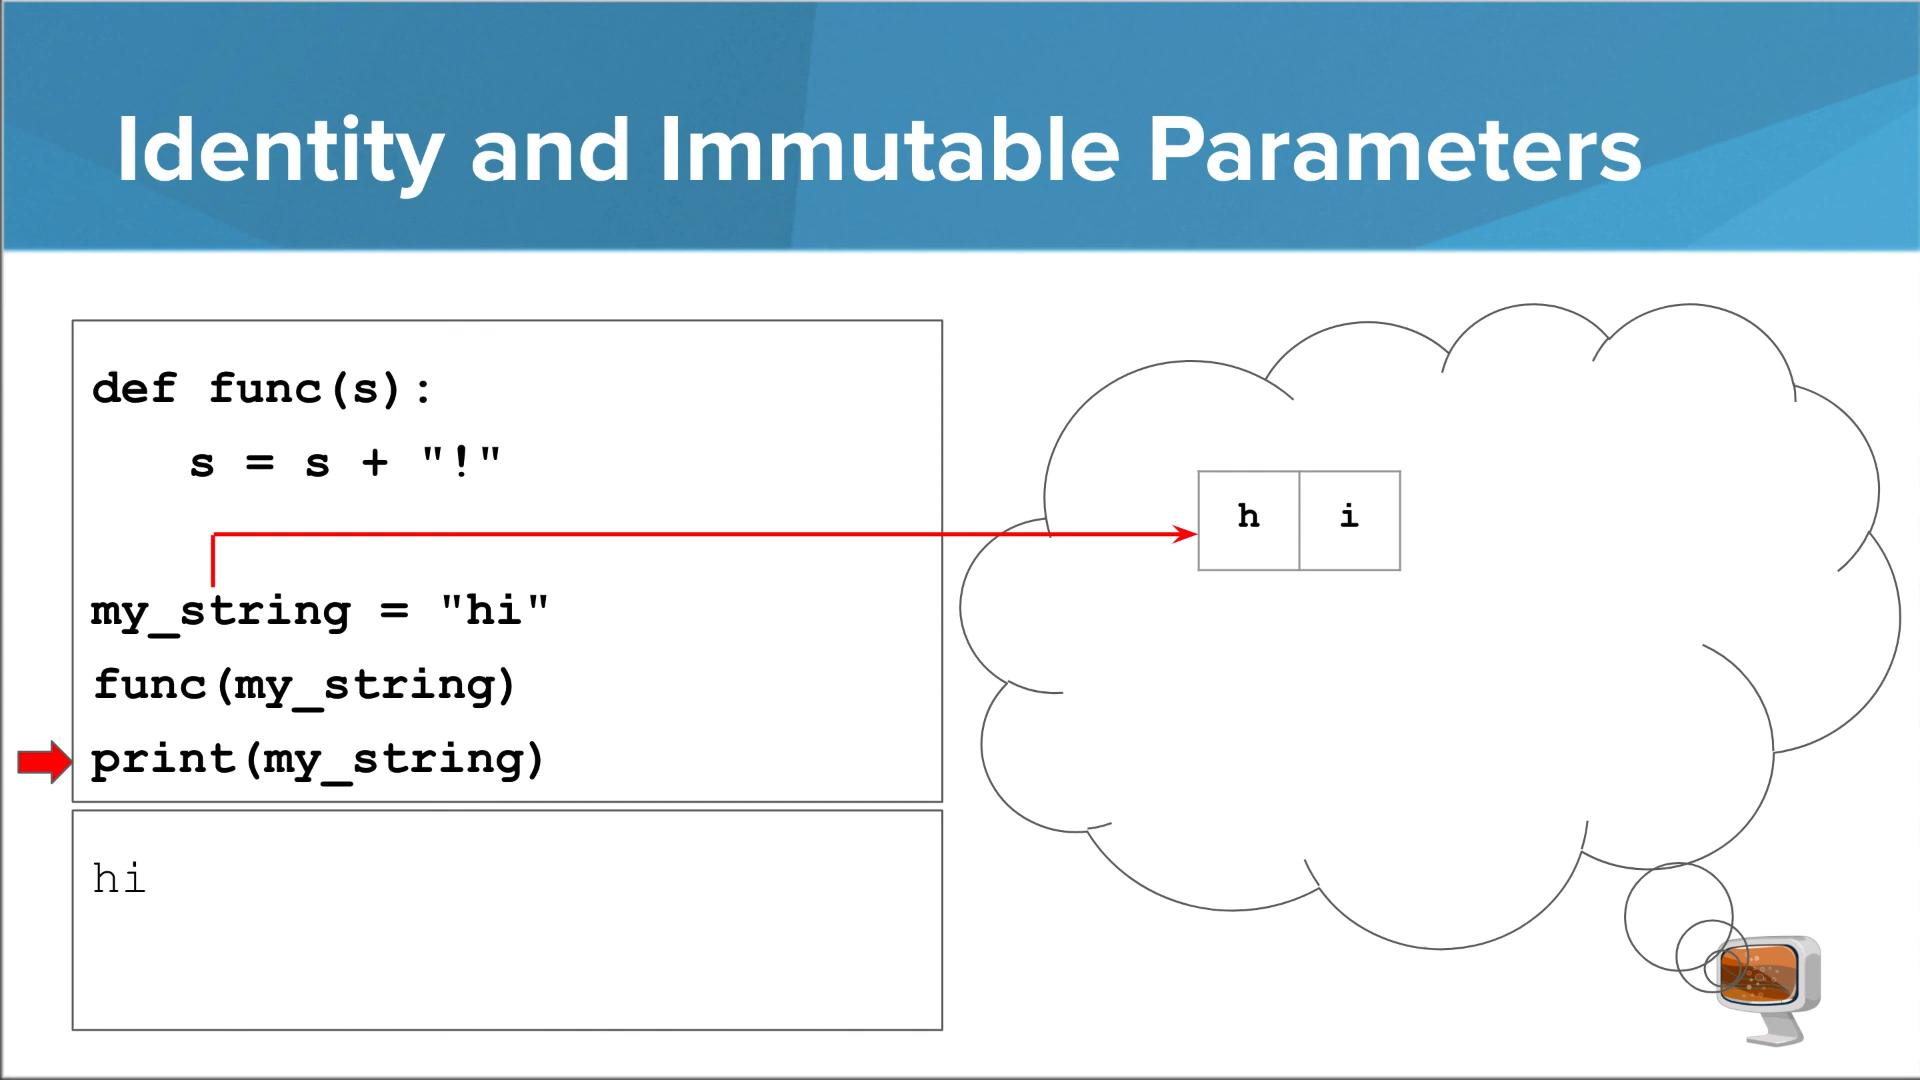 Identity and Immutable Parameters
def func(s):
    s = s + "!"
my_string = "hi"
func(my_string)
print(my_string)
hi
h i